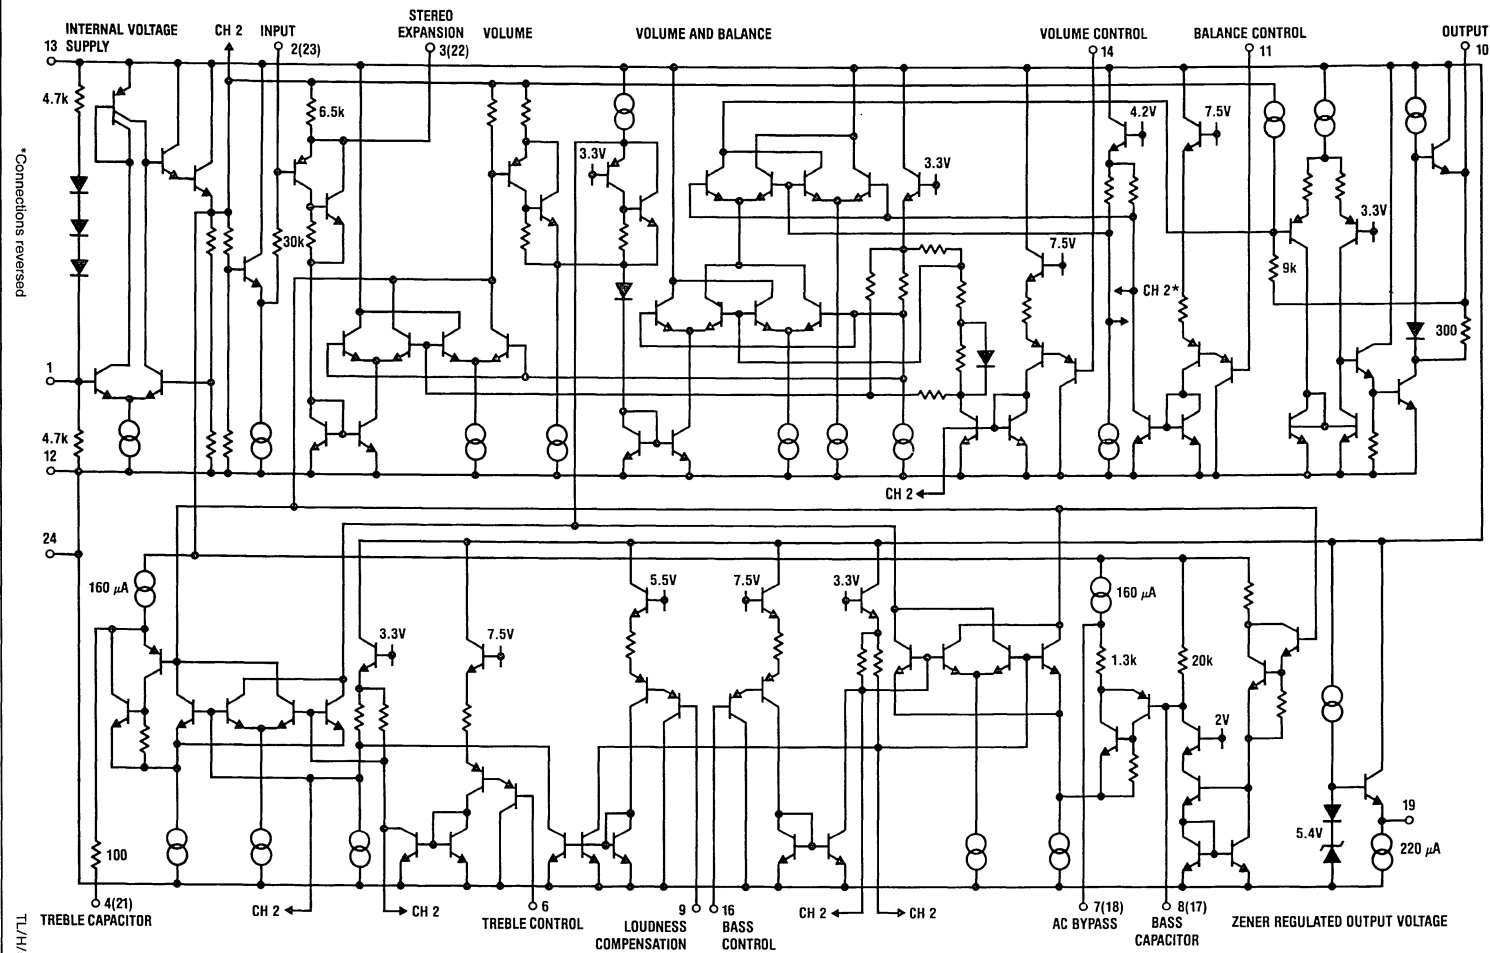 INTERNAL VOLTAGE
SUPPLY
13
CH 2
INPUT
2(23)
STEREO
EXPANSION
3(22)
VOLUME
VOLUME AND BALANCE
VOLUME CONTROL
14
BALANCE CONTROL
11
OUTPUT
10
4.7k
6.5k
3.3V
3.3V
4.2V
7.5V
*Connections reversed
30k
7.5V
3.3V
9k
CH 2*
300
1
4.7k
12
CH 2
24
160 μA
5.5V
7.5V
3.3V
160 μA
3.3V
7.5V
1.3k
20k
2V
19
5.4V
220 μA
100
4(21)
TREBLE CAPACITOR
CH 2
CH 2
6
TREBLE CONTROL
9
LOUDNESS
COMPENSATION
16
BASS
CONTROL
CH 2
CH 2
7(18)
AC BYPASS
8(17)
BASS
CAPACITOR
ZENER REGULATED OUTPUT VOLTAGE
TL/H/